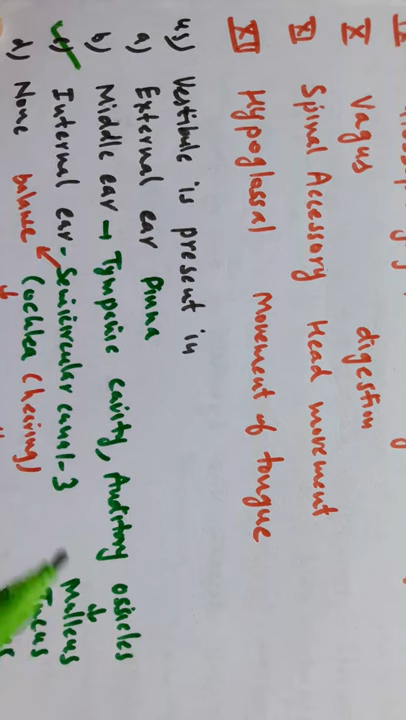 X Vagus digestion
XI Spinal Accessory Head movement
XII Hypoglossal Movement of tongue
4) Vestibule is present in
a) External ear Pinna
b) Middle ear → Tympanic cavity, Auditory ossicles
c) Internal ear - Semicircular canal - 3 Malleus
balance Cochlea (hearing) Incus
d) None